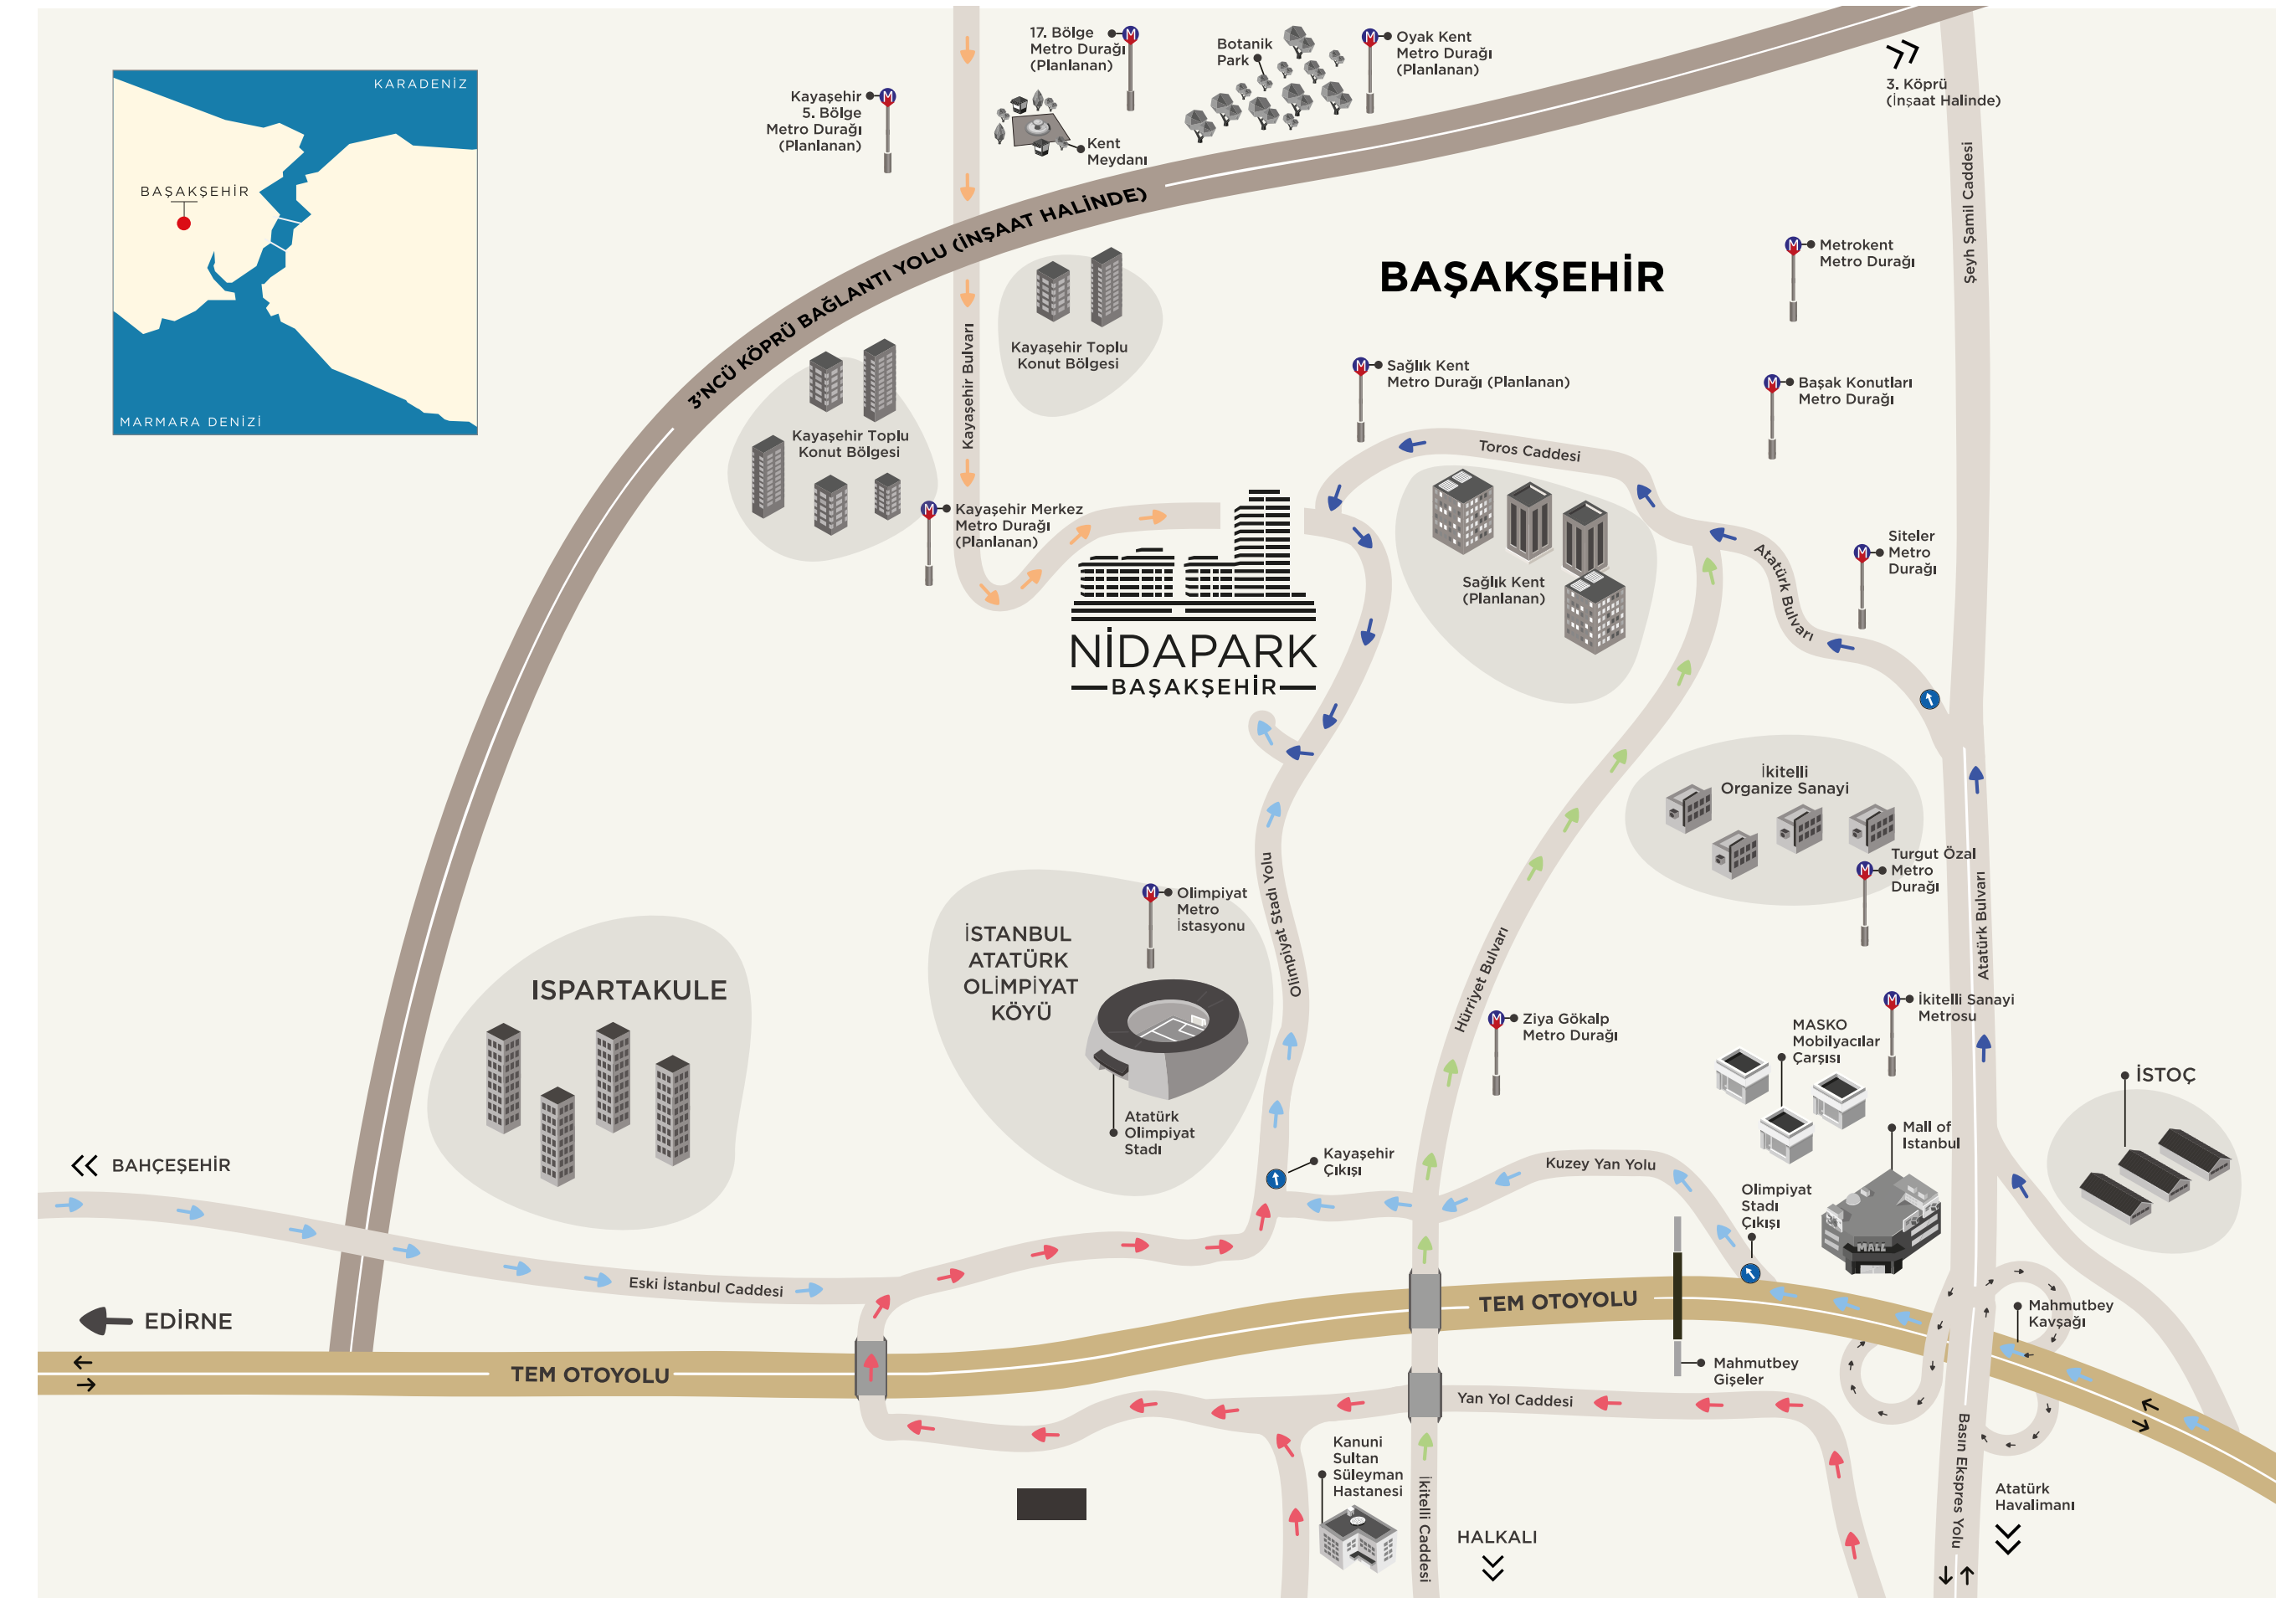 KARADENİZ
BAŞAKŞEHİR
MARMARA DENİZİ
17. Bölge
Metro Durağı
(Planlanan)
Botanik
Park
Oyak Kent
Metro Durağı
(Planlanan)
3. Köprü
(İnşaat Halinde)
Kayaşehir
5. Bölge
Metro Durağı
(Planlanan)
Kent
Meydanı
3'NCÜ KÖPRÜ BAĞLANTI YOLU (İNŞAAT HALİNDE)
Şeyh Şamil Caddesi
BAŞAKŞEHİR
Metrokent
Metro Durağı
Kayaşehir Toplu
Konut Bölgesi
Kayaşehir Bulvarı
Sağlık Kent
Metro Durağı (Planlanan)
Başak Konutları
Metro Durağı
Kayaşehir Toplu
Konut Bölgesi
Toros Caddesi
Kayaşehir Merkez
Metro Durağı
(Planlanan)
Siteler
Metro
Durağı
Atatürk Bulvarı
Sağlık Kent
(Planlanan)
NİDAPARK
BAŞAKŞEHİR
İkitelli
Organize Sanayi
Turgut Özal
Metro
Durağı
Olimpiyat Stadı Yolu
Atatürk Bulvarı
Olimpiyat
Metro
İstasyonu
İSTANBUL
ATATÜRK
OLİMPİYAT
KÖYÜ
Hürriyet Bulvarı
ISPARTAKULE
İkitelli Sanayi
Metrosu
Ziya Gökalp
Metro Durağı
MASKO
Mobilyacılar
Çarşısı
İSTOÇ
Atatürk
Olimpiyat
Stadı
Mall of
Istanbul
BAHÇEŞEHİR
Kayaşehir
Çıkışı
Kuzey Yan Yolu
Olimpiyat
Stadı
Çıkışı
MALL
Eski İstanbul Caddesi
EDİRNE
TEM OTOYOLU
Mahmutbey
Kavşağı
TEM OTOYOLU
Mahmutbey
Gişeler
Yan Yol Caddesi
Kanuni
Sultan
Süleyman
Hastanesi
İkitelli Caddesi
Basın Ekspres Yolu
Atatürk
Havalimanı
HALKALI
M
M
M
M
M
M
M
M
M
M
M
M
M